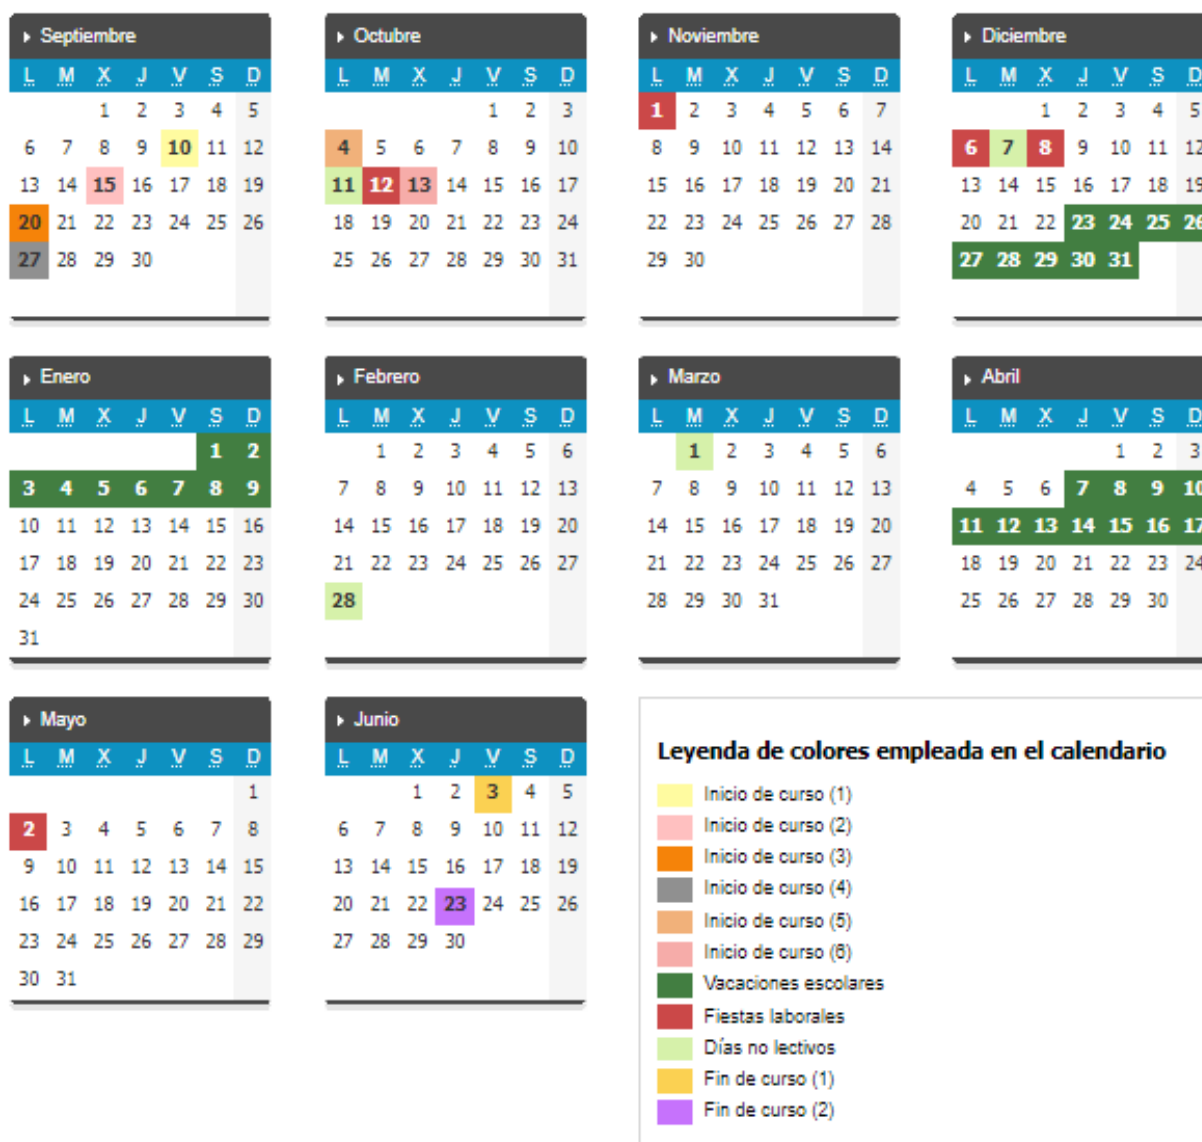 Septiembre
L M X J V S D
1 2 3 4 5
6 7 8 9 10 11 12
13 14 15 16 17 18 19
20 21 22 23 24 25 26
27 28 29 30
Octubre
L M X J V S D
1 2 3
4 5 6 7 8 9 10
11 12 13 14 15 16 17
18 19 20 21 22 23 24
25 26 27 28 29 30 31
Noviembre
L M X J V S D
1 2 3 4 5 6 7
8 9 10 11 12 13 14
15 16 17 18 19 20 21
22 23 24 25 26 27 28
29 30
Diciembre
L M X J V S D
1 2 3 4 5
6 7 8 9 10 11 12
13 14 15 16 17 18 19
20 21 22 23 24 25 26
27 28 29 30 31
Enero
L M X J V S D
1 2
3 4 5 6 7 8 9
10 11 12 13 14 15 16
17 18 19 20 21 22 23
24 25 26 27 28 29 30
31
Febrero
L M X J V S D
1 2 3 4 5 6
7 8 9 10 11 12 13
14 15 16 17 18 19 20
21 22 23 24 25 26 27
28
Marzo
L M X J V S D
1 2 3 4 5 6
7 8 9 10 11 12 13
14 15 16 17 18 19 20
21 22 23 24 25 26 27
28 29 30 31
Abril
L M X J V S D
1 2 3
4 5 6 7 8 9 10
11 12 13 14 15 16 17
18 19 20 21 22 23 24
25 26 27 28 29 30
Mayo
L M X J V S D
1
2 3 4 5 6 7 8
9 10 11 12 13 14 15
16 17 18 19 20 21 22
23 24 25 26 27 28 29
30 31
Junio
L M X J V S D
1 2 3 4 5
6 7 8 9 10 11 12
13 14 15 16 17 18 19
20 21 22 23 24 25 26
27 28 29 30
Leyenda de colores empleada en el calendario
Inicio de curso (1)
Inicio de curso (2)
Inicio de curso (3)
Inicio de curso (4)
Inicio de curso (5)
Inicio de curso (6)
Vacaciones escolares
Fiestas laborales
Días no lectivos
Fin de curso (1)
Fin de curso (2)